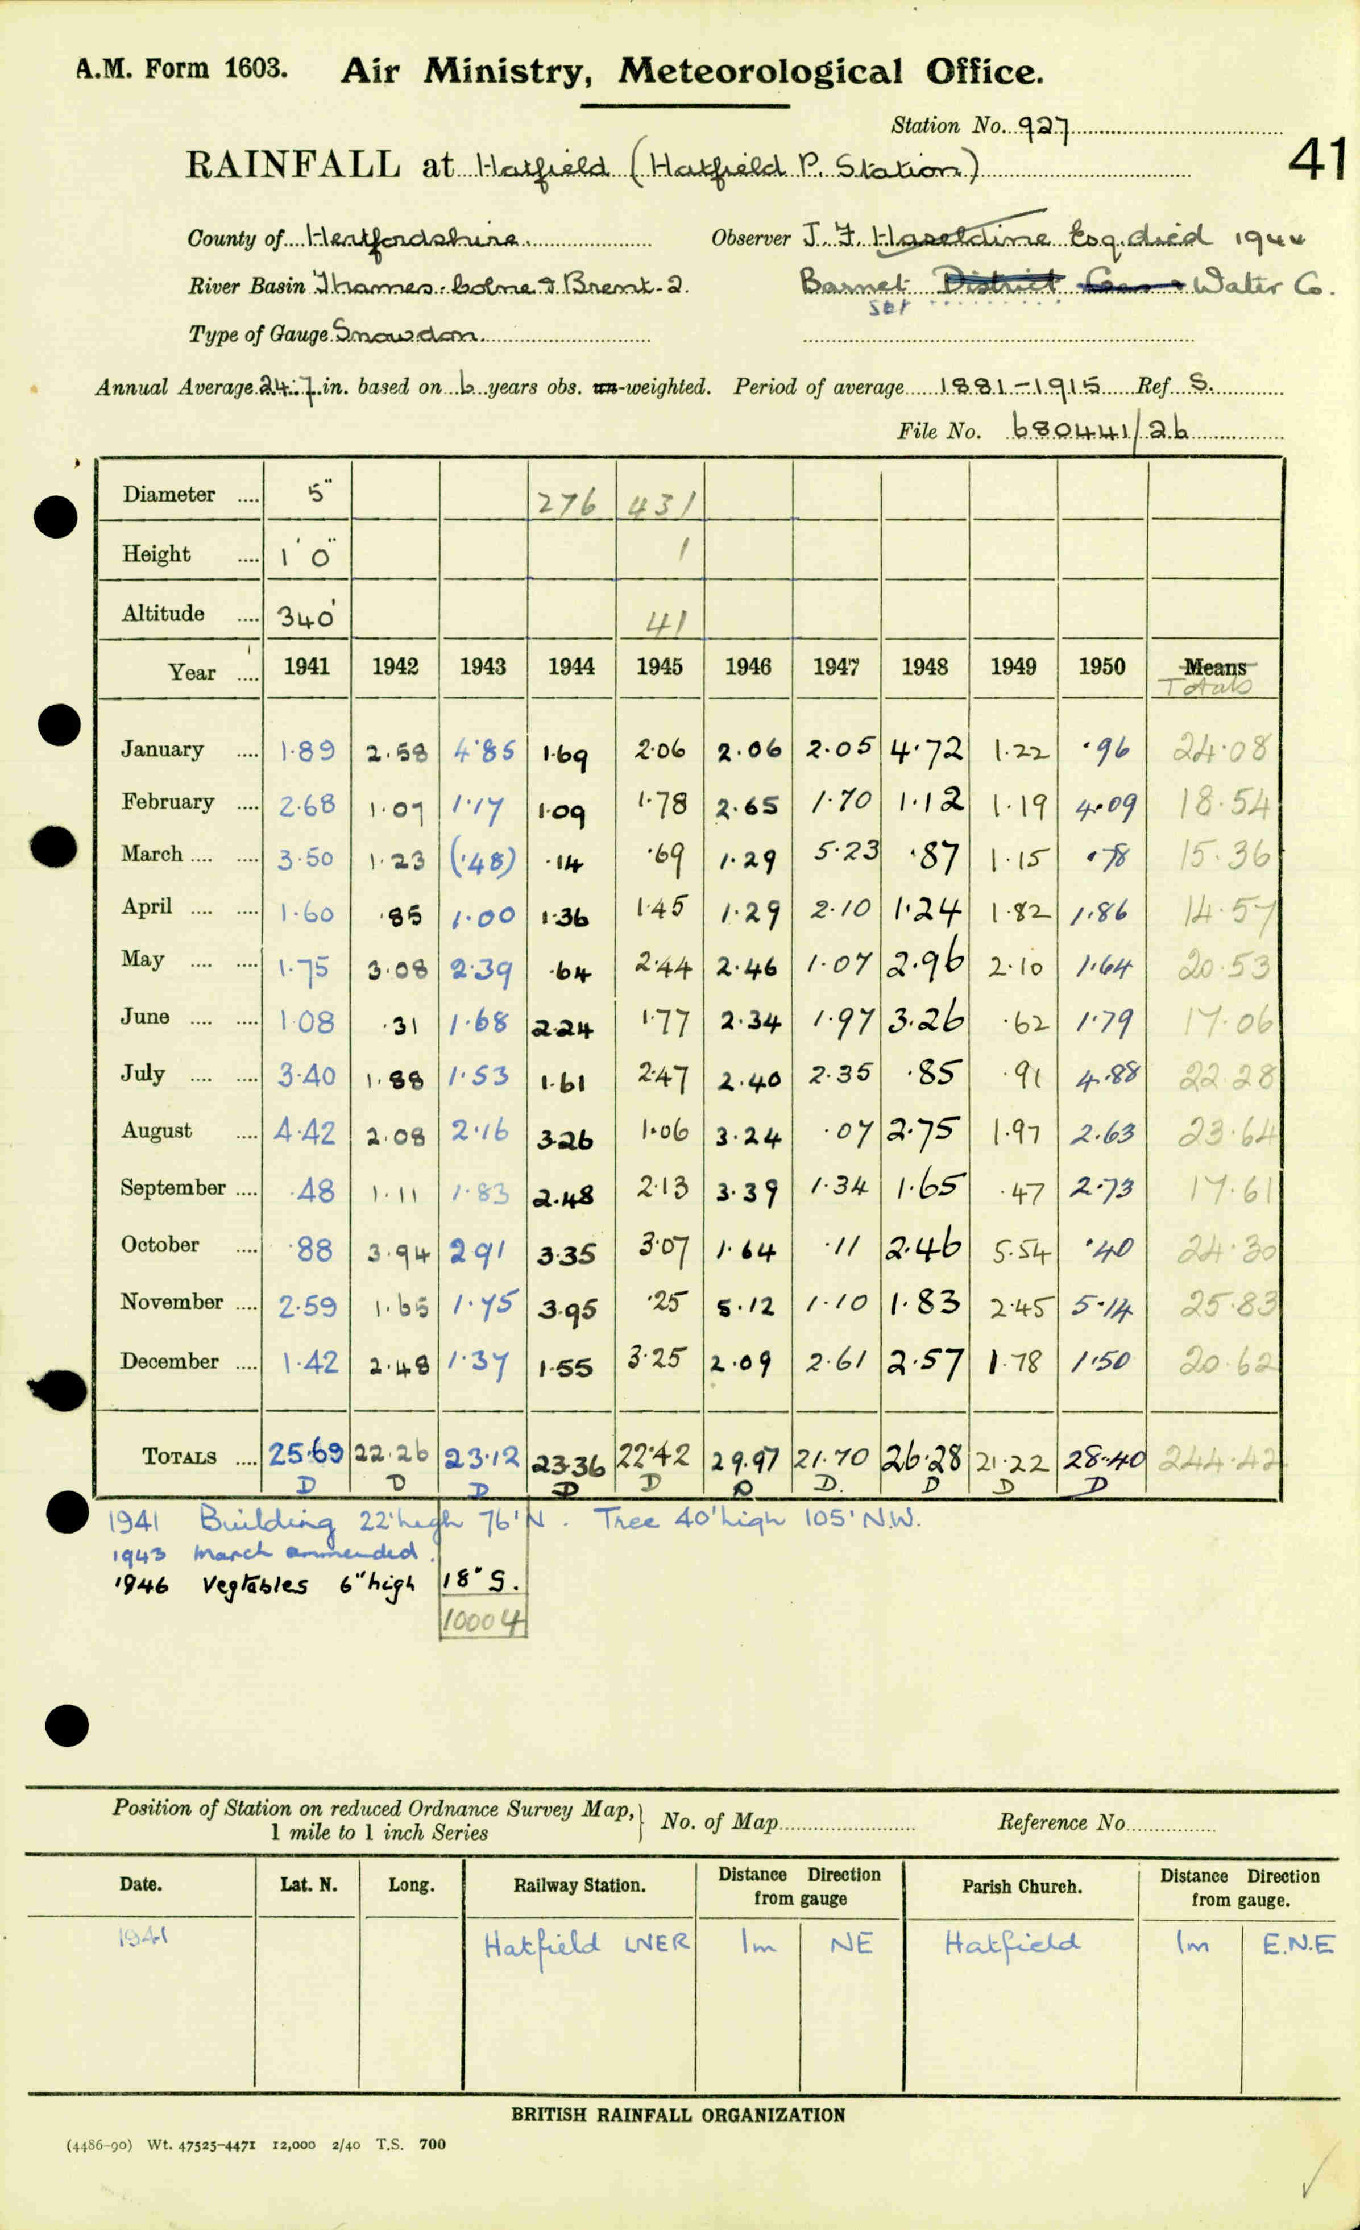 A.M. Form 1603. Air Ministry, Meteorological Office.
Station No. 927
41
RAINFALL at Hatfield (Hatfield P. Station)
County of Hertfordshire Observer J. F. Haseldine Esq. died 1944
River Basin Thames-Colne & Brent-2. Barnet District Water Co.
Type of Gauge Snowdon
Annual Average 24.7 in. based on 6 years obs. un-weighted. Period of average 1881-1915 Ref S.
File No. 680441/26
Diameter .... 5" 276 431
Height .... 1' 0" 1
Altitude .... 340' 41
Year .... 1941 1942 1943 1944 1945 1946 1947 1948 1949 1950 Means
Totals
January .... 1.89 2.58 4.85 1.69 2.06 2.06 2.05 4.72 1.22 .96 24.08
February .... 2.68 1.07 1.17 1.09 1.78 2.65 1.70 1.12 1.19 4.09 18.54
March .... .... 3.50 1.23 (.48) .14 .69 1.29 5.23 .87 1.15 .78 15.36
April .... .... 1.60 .85 1.00 1.36 1.45 1.29 2.10 1.24 1.82 1.86 14.57
May .... .... 1.75 3.08 2.39 .64 2.44 2.46 1.07 2.96 2.10 1.64 20.53
June .... .... 1.08 .31 1.68 2.24 1.77 2.34 1.97 3.26 .62 1.79 17.06
July .... .... 3.40 1.88 1.53 1.61 2.47 2.40 2.35 .85 .91 4.88 22.28
August .... 4.42 2.08 2.16 3.26 1.06 3.24 .07 2.75 1.97 2.63 23.64
September .... .48 1.11 1.83 2.48 2.13 3.39 1.34 1.65 .47 2.73 17.61
October .... .88 3.94 2.91 3.35 3.07 1.64 .11 2.46 5.54 .40 24.30
November .... 2.59 1.65 1.75 3.95 .25 5.12 1.10 1.83 2.45 5.14 25.83
December .... 1.42 2.48 1.37 1.55 3.25 2.09 2.61 2.57 1.78 1.50 20.62
TOTALS .... 25.69 22.26 23.12 23.36 22.42 29.97 21.70 26.28 21.22 28.40 244.42
D D D D D D D. D D D
1941 Building 22' high 76' N. Tree 40' high 105' N.W.
1943 March ammended.
1946 Vegtables 6" high 18" S.
10004
Position of Station on reduced Ordnance Survey Map, } No. of Map Reference No.
1 mile to 1 inch Series
Date. Lat. N. Long. Railway Station. Distance Direction from gauge Parish Church. Distance Direction from gauge.
1941 Hatfield LNER 1m NE Hatfield 1m E.N.E
BRITISH RAINFALL ORGANIZATION
(4486-90) Wt. 47525-4471 12,000 2/40 T.S. 700